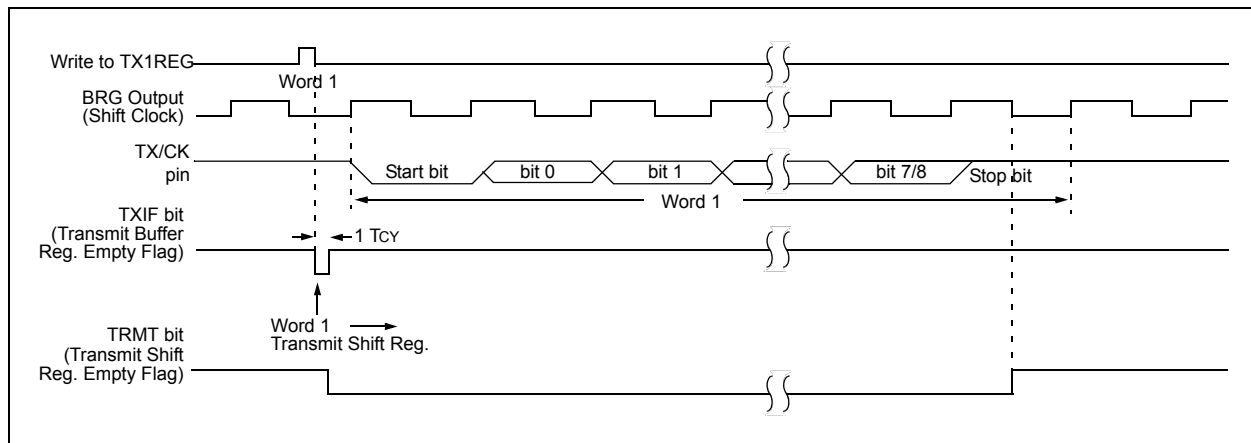 Write to TX1REG
Word 1
BRG Output
(Shift Clock)
TX/CK
pin
Start bit
bit 0
bit 1
bit 7/8
Stop bit
Word 1
TXIF bit
(Transmit Buffer
Reg. Empty Flag)
1 TCY
Word 1
Transmit Shift Reg.
TRMT bit
(Transmit Shift
Reg. Empty Flag)